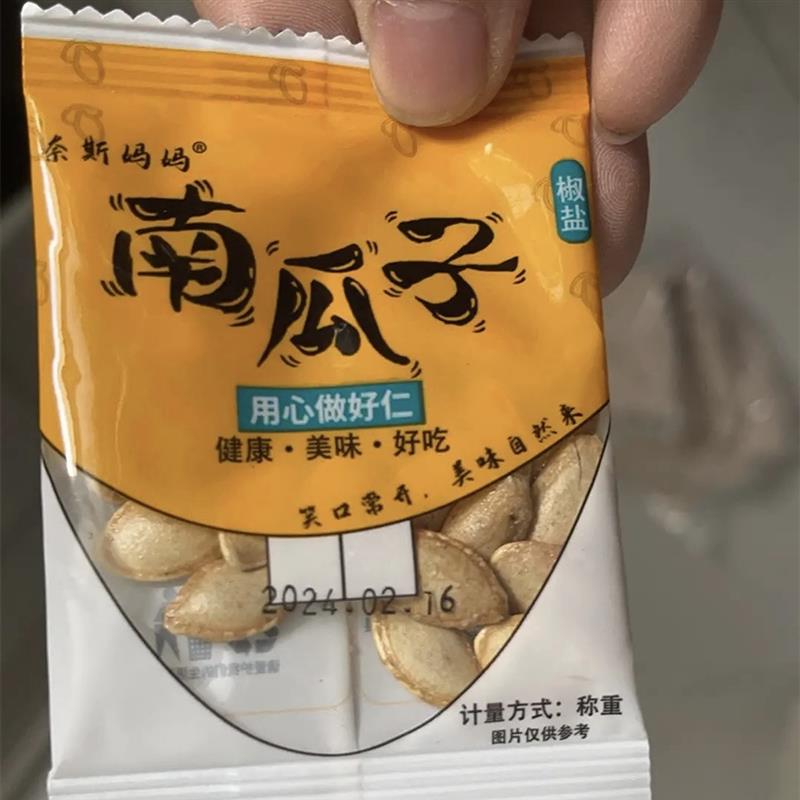 奈斯妈妈®
椒盐
南瓜子
用心做好仁
健康·美味·好吃
笑口常开,美味自然来
2024.02.16
计量方式：称重
图片仅供参考